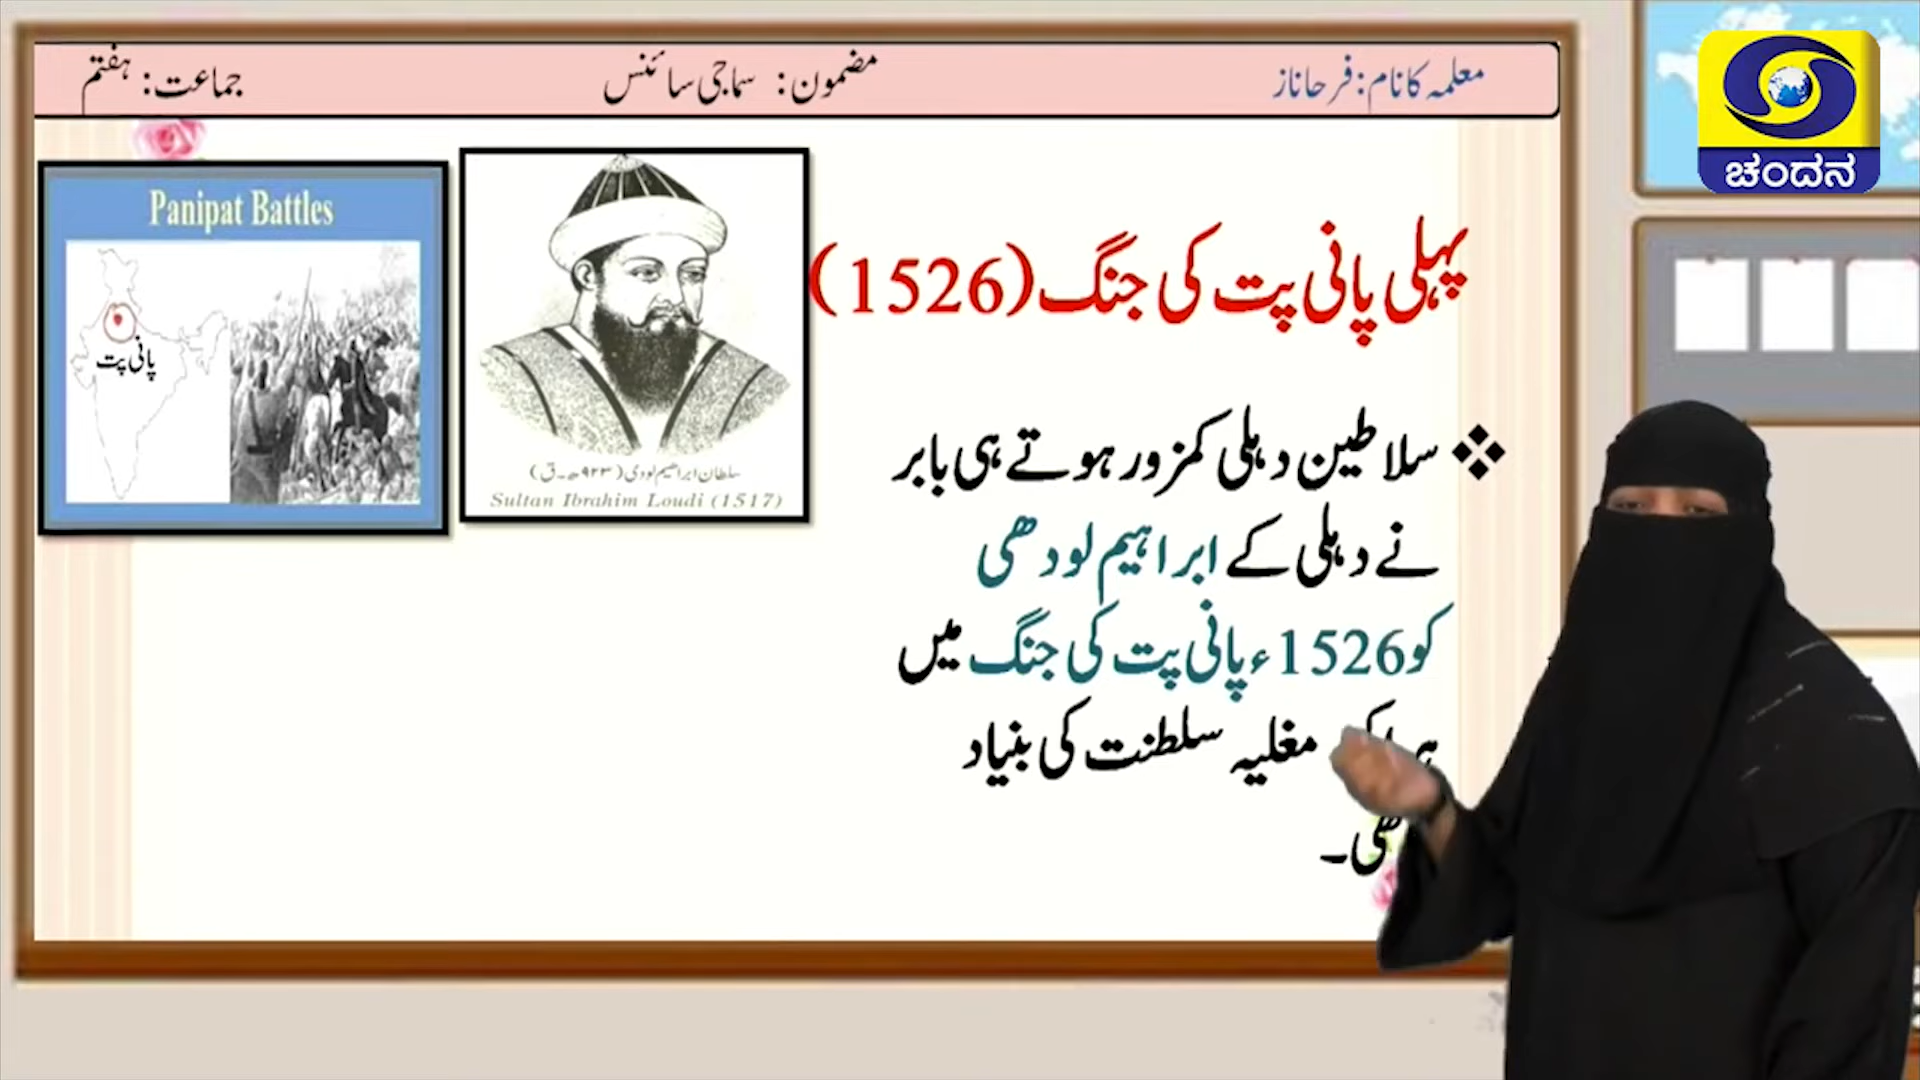 معلمہ کا نام: فرحاناز
مضمون: سماجی سائنس
جماعت: ہفتم
ಚಂದನ
Panipat Battles
پانی پت
سلطان ابراھیم لودی (۹۲۳ھ-ق)
Sultan Ibrahim Loudi (1517)
پہلی پانی پت کی جنگ (1526)
❖ سلاطین دہلی کمزور ہوتے ہی بابر
نے دہلی کے ابراہیم لودھی
کو 1526ء پانی پت کی جنگ میں
مغلیہ سلطنت کی بنیاد